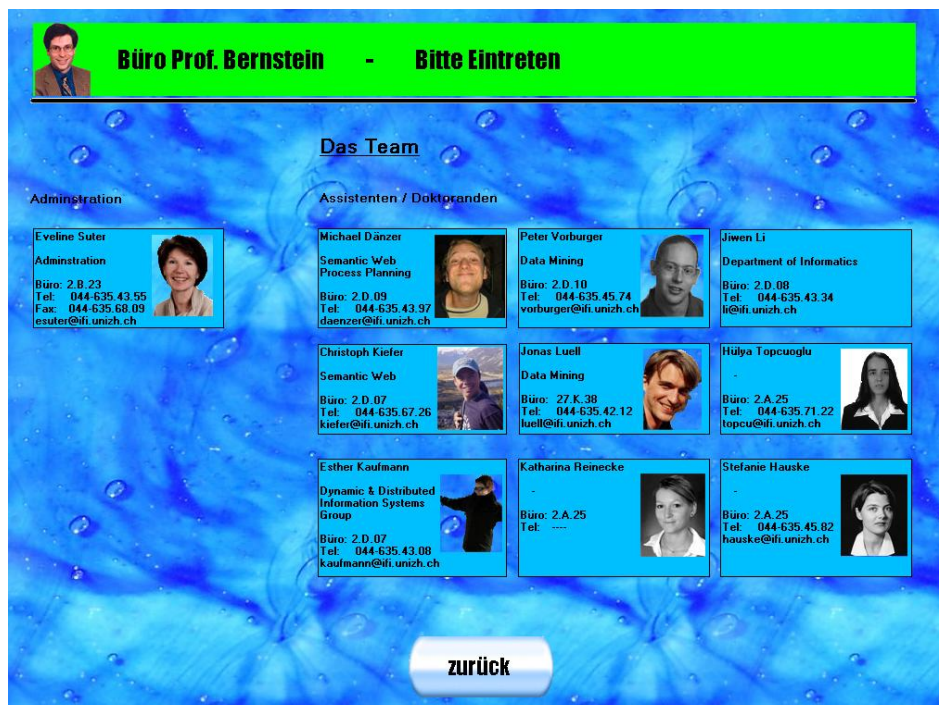 Büro Prof. Bernstein - Bitte Eintreten
Das Team
Adminstration
Eveline Suter
Adminstration
Büro: 2.B.23
Tel: 044-635.43.55
Fax: 044-635.68.09
esuter@ifi.unizh.ch
Assistenten / Doktoranden
Michael Dänzer
Semantic Web
Process Planning
Büro: 2.D.09
Tel: 044-635.43.97
daenzer@ifi.unizh.ch
Peter Vorburger
Data Mining
Büro: 2.D.10
Tel: 044-635.45.74
vorburger@ifi.unizh.ch
Jiwen Li
Department of Informatics
Büro: 2.D.08
Tel: 044-635.43.34
li@ifi.unizh.ch
Christoph Kiefer
Semantic Web
Büro: 2.D.07
Tel: 044-635.67.26
kiefer@ifi.unizh.ch
Jonas Luell
Data Mining
Büro: 27.K.38
Tel: 044-635.42.12
luell@ifi.unizh.ch
Hülya Topcuoglu
-
Büro: 2.A.25
Tel: 044-635.71.22
topcu@ifi.unizh.ch
Esther Kaufmann
Dynamic & Distributed
Information Systems
Group
Büro: 2.D.07
Tel: 044-635.43.08
kaufmann@ifi.unizh.ch
Katharina Reinecke
-
Büro: 2.A.25
Tel: ----
Stefanie Hauske
-
Büro: 2.A.25
Tel: 044-635.45.82
hauske@ifi.unizh.ch
zurück